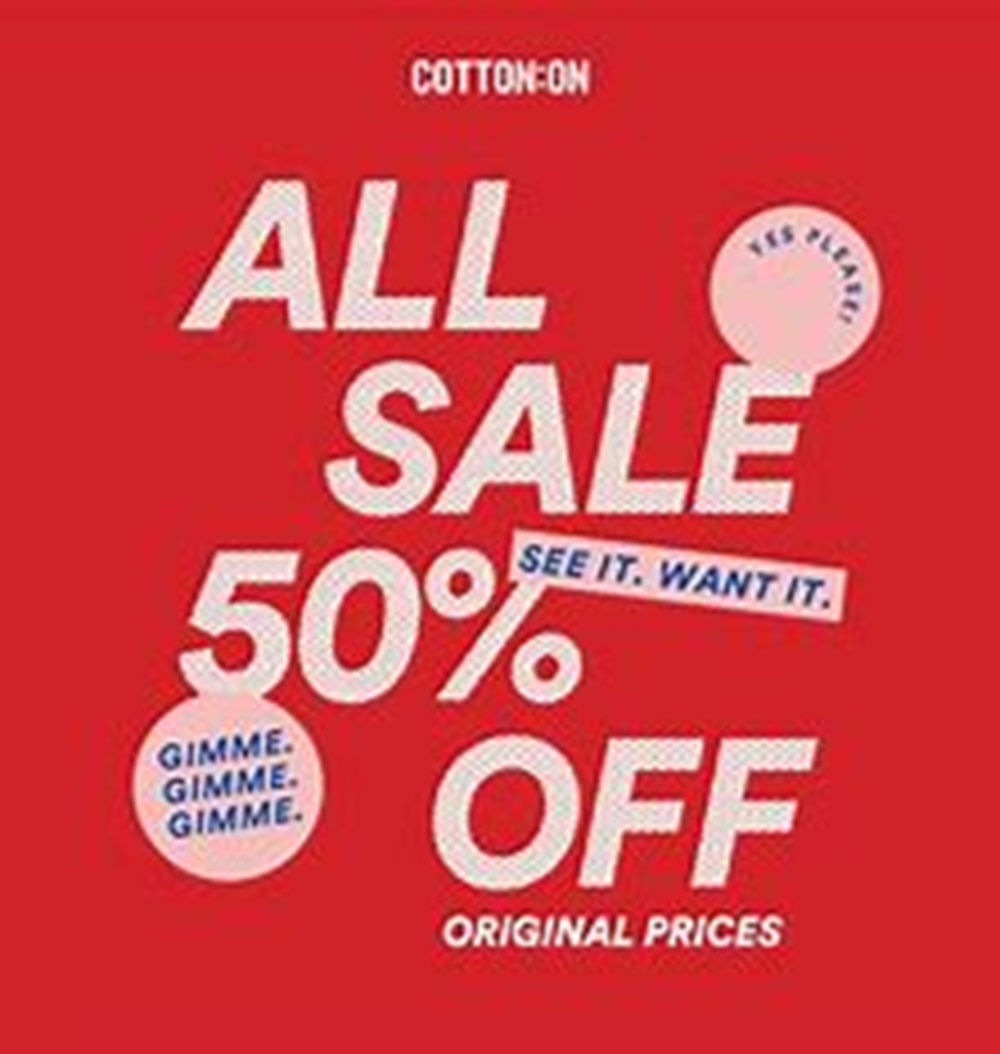 COTTON:ON
ALL
YES PLEASE!
SALE
SEE IT. WANT IT.
50%
GIMME.
GIMME.
GIMME.
OFF
ORIGINAL PRICES